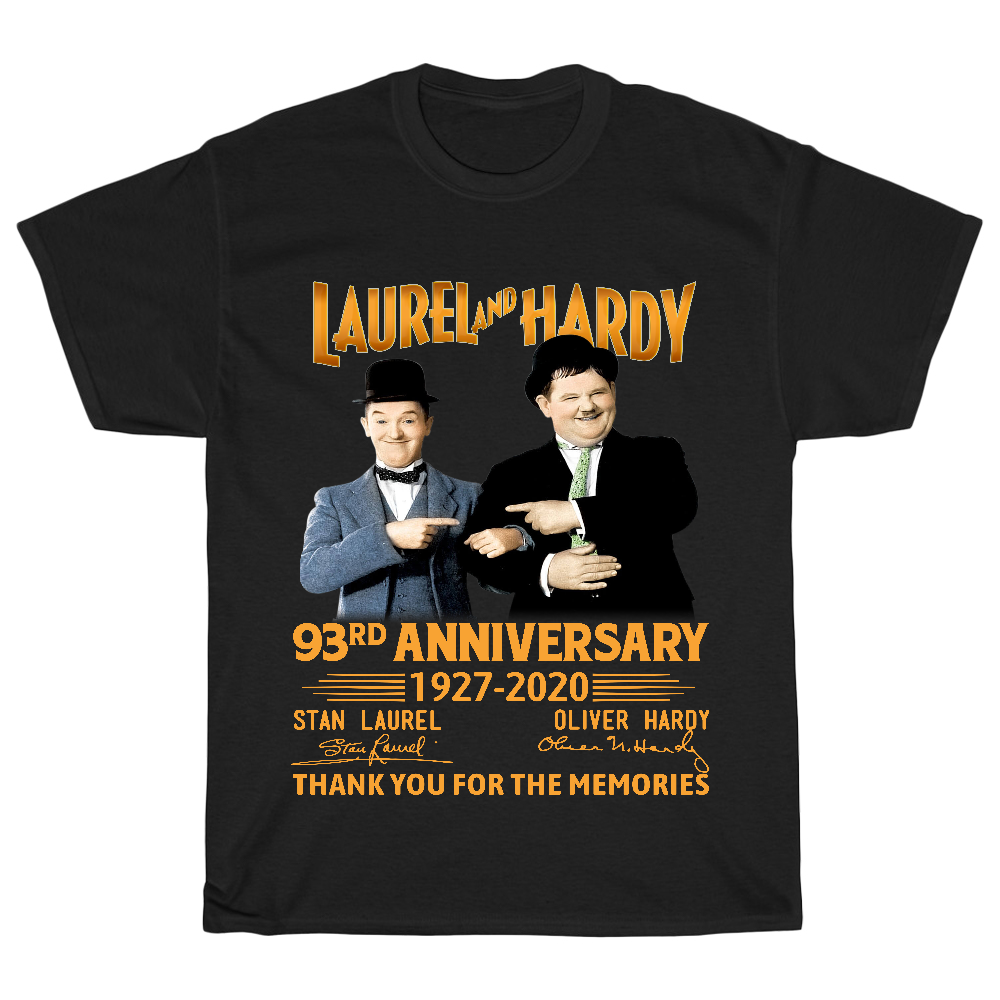 LAUREL AND HARDY
93RD ANNIVERSARY
1927-2020
STAN LAUREL OLIVER HARDY
Stan Laurel Oliver N. Hardy
THANK YOU FOR THE MEMORIES